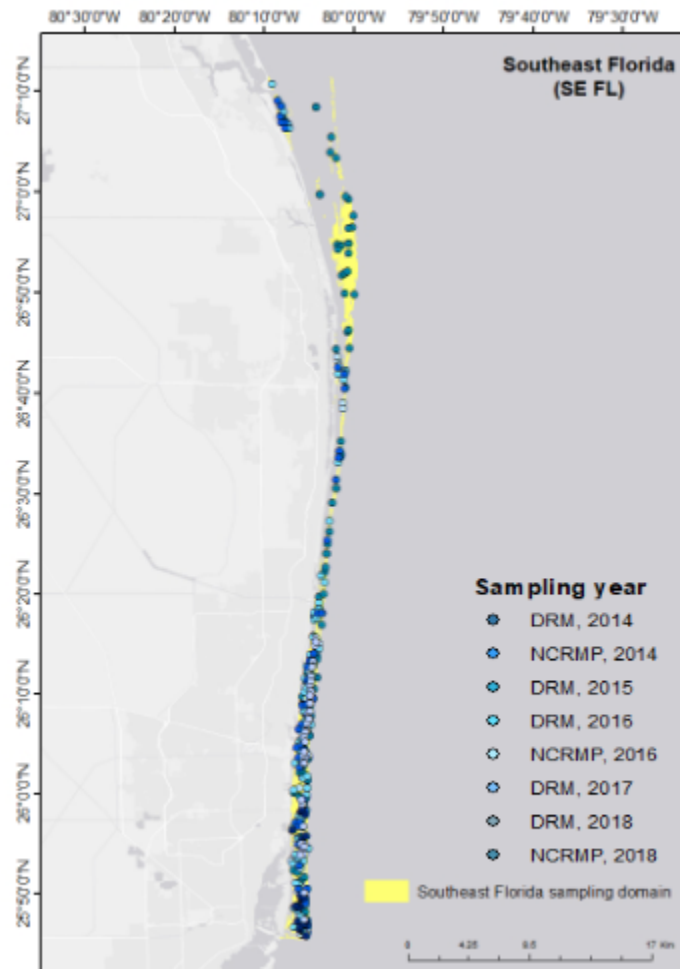 80°30'0"W 80°20'0"W 80°10'0"W 80°0'0"W 79°50'0"W 79°40'0"W 79°30'0"W
Southeast Florida
(SE FL)
27°10'0"N
27°0'0"N
26°50'0"N
26°40'0"N
26°30'0"N
26°20'0"N
26°10'0"N
26°0'0"N
25°50'0"N
Sampling year
DRM, 2014
NCRMP, 2014
DRM, 2015
DRM, 2016
NCRMP, 2016
DRM, 2017
DRM, 2018
NCRMP, 2018
Southeast Florida sampling domain
0 4.25 8.5 17 Km